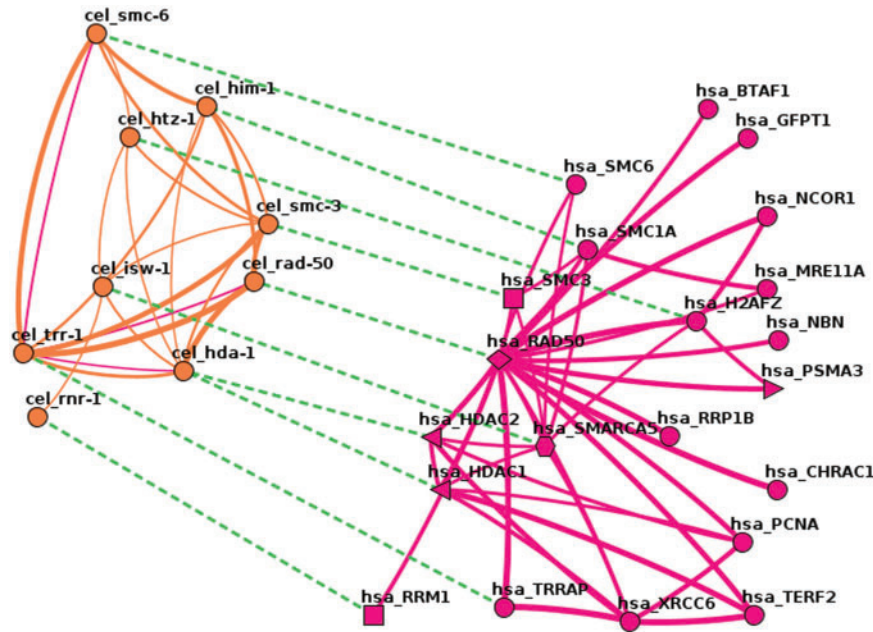 cel_smc-6
cel_him-1
cel_htz-1
cel_smc-3
cel_isw-1
cel_rad-50
cel_trr-1
cel_hda-1
cel_rnr-1
hsa_BTAF1
hsa_GFPT1
hsa_SMC6
hsa_NCOR1
hsa_SMC1A
hsa_SMC3
hsa_MRE11A
hsa_H2AFZ
hsa_NBN
hsa_RAD50
hsa_PSMA3
hsa_HDAC2
hsa_SMARCA5
hsa_RRP1B
hsa_HDAC1
hsa_CHRAC1
hsa_PCNA
hsa_RRM1
hsa_TRRAP
hsa_XRCC6
hsa_TERF2